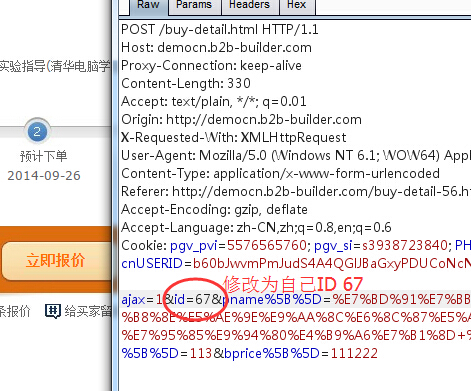 Raw Params Headers Hex
POST /buy-detail.html HTTP/1.1
Host: democn.b2b-builder.com
Proxy-Connection: keep-alive
Content-Length: 330
Accept: text/plain, */*; q=0.01
Origin: http://democn.b2b-builder.com
X-Requested-With: XMLHttpRequest
User-Agent: Mozilla/5.0 (Windows NT 6.1; WOW64) Appl
Content-Type: application/x-www-form-urlencoded
Referer: http://democn.b2b-builder.com/buy-detail-56.h
Accept-Encoding: gzip, deflate
Accept-Language: zh-CN,zh;q=0.8,en;q=0.6
Cookie: pgv_pvi=5576565760; pgv_si=s3938723840; PH
cnUSERID=b60bJwvmPmJudS4A4QGlJBaGxyPDUCoNcN
修改为自己ID 67
ajax=1&id=67&pname%5B%5D=%E7%BD%91%E7%BB
%B8%8E%E5%AE%9E%E9%AA%8C%E6%8C%87%E5%A
%E7%95%85%E9%94%80%E4%B9%A6%E7%B1%8D+%
%5B%5D=113&bprice%5B%5D=111222
实验指导(清华电脑学
2
预计下单
2014-09-26
立即报价
条报价 给买家留